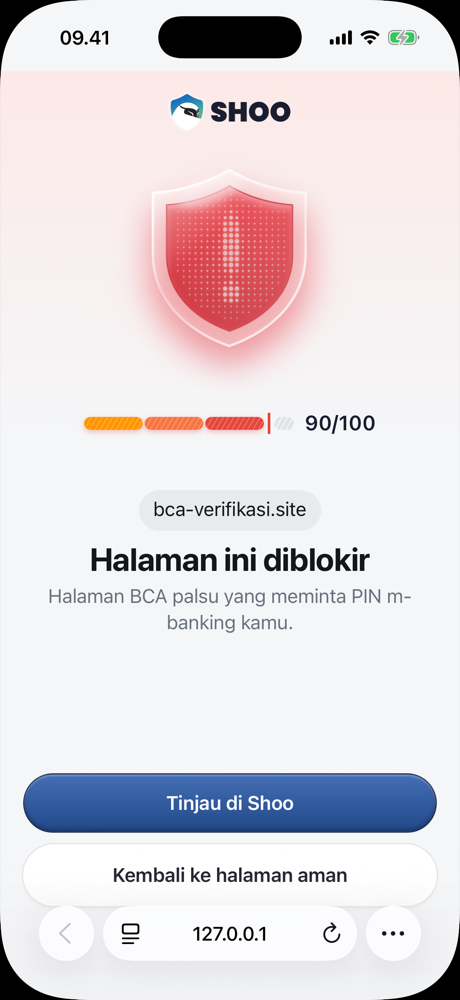 09.41
SHOO
90/100
bca-verifikasi.site
Halaman ini diblokir
Halaman BCA palsu yang meminta PIN m-
banking kamu.
Tinjau di Shoo
Kembali ke halaman aman
127.0.0.1